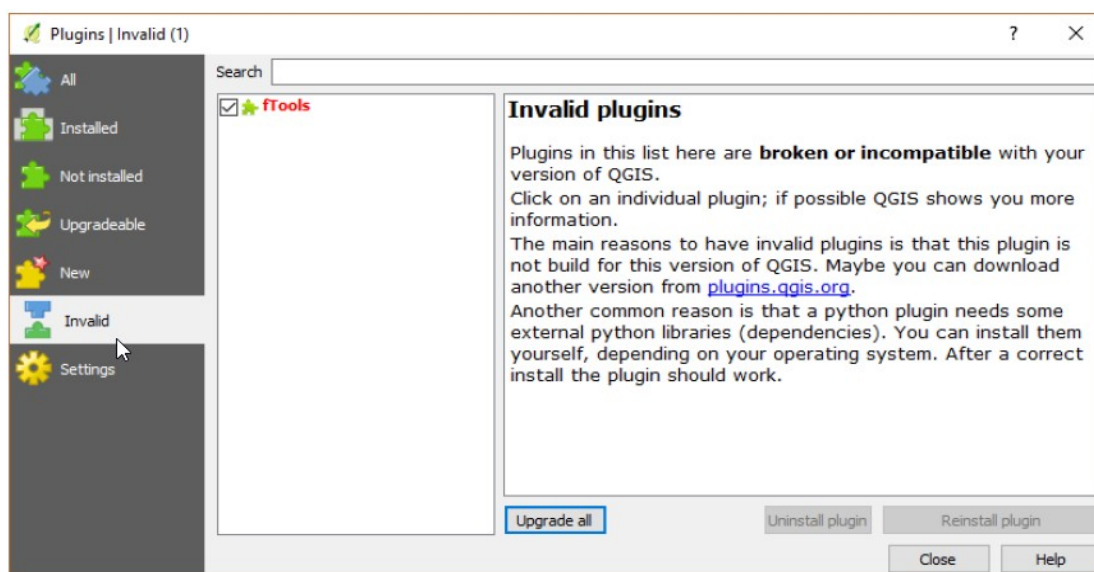 Plugins | Invalid (1)
?
All
Installed
Not installed
Upgradeable
New
Invalid
Settings
Search
fTools
Invalid plugins
Plugins in this list here are broken or incompatible with your
version of QGIS.
Click on an individual plugin; if possible QGIS shows you more
information.
The main reasons to have invalid plugins is that this plugin is
not build for this version of QGIS. Maybe you can download
another version from plugins.qgis.org.
Another common reason is that a python plugin needs some
external python libraries (dependencies). You can install them
yourself, depending on your operating system. After a correct
install the plugin should work.
Upgrade all
Uninstall plugin
Reinstall plugin
Close
Help